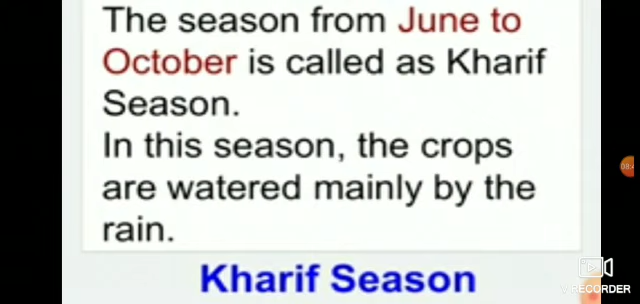 The season from June to
October is called as Kharif
Season.
In this season, the crops
are watered mainly by the
rain.
Kharif Season
V RECORDER